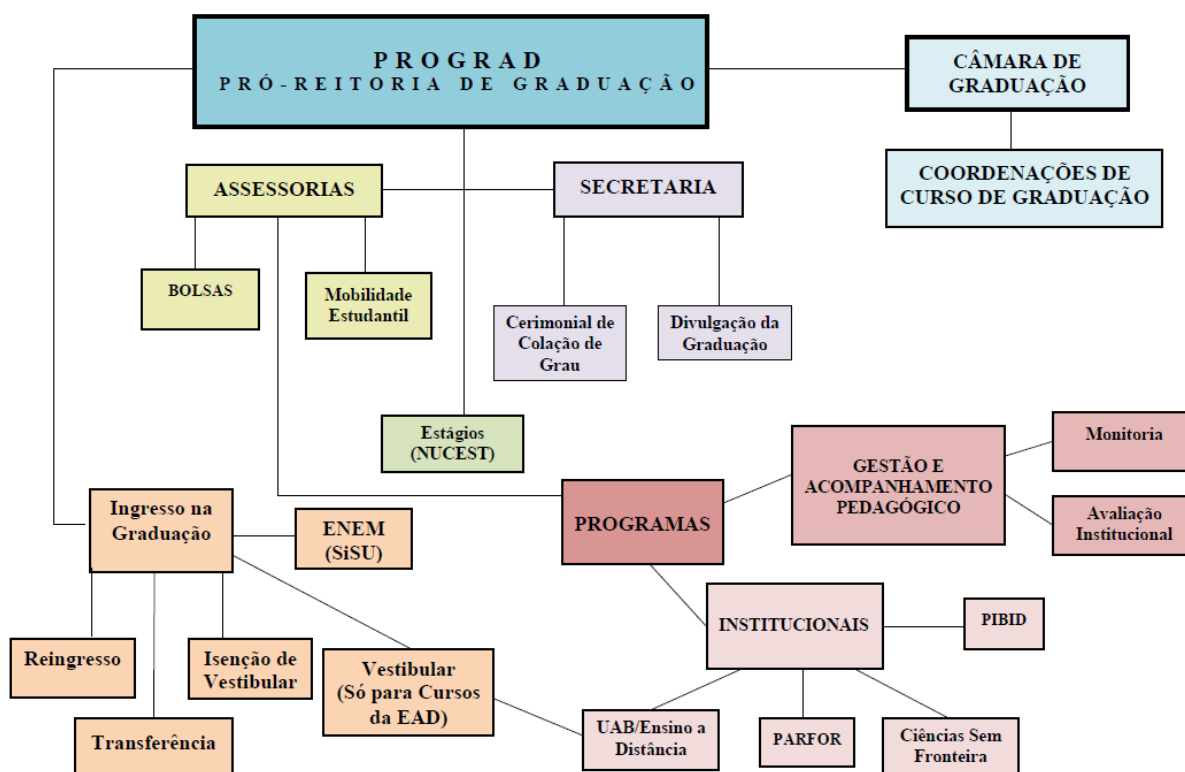 PROGRAD
PRÓ-REITORIA DE GRADUAÇÃO
CÂMARA DE
GRADUAÇÃO
COORDENAÇÕES DE
CURSO DE GRADUAÇÃO
ASSESSORIAS
SECRETARIA
BOLSAS
Mobilidade
Estudantil
Cerimonial de
Colação de
Grau
Divulgação da
Graduação
Estágios
(NUCEST)
GESTÃO E
ACOMPANHAMENTO
PEDAGÓGICO
Monitoria
Avaliação
Institucional
PROGRAMAS
Ingresso na
Graduação
ENEM
(SiSU)
INSTITUCIONAIS
PIBID
Reingresso
Isenção de
Vestibular
Vestibular
(Só para Cursos
da EAD)
Transferência
UAB/Ensino a
Distância
PARFOR
Ciências Sem
Fronteira